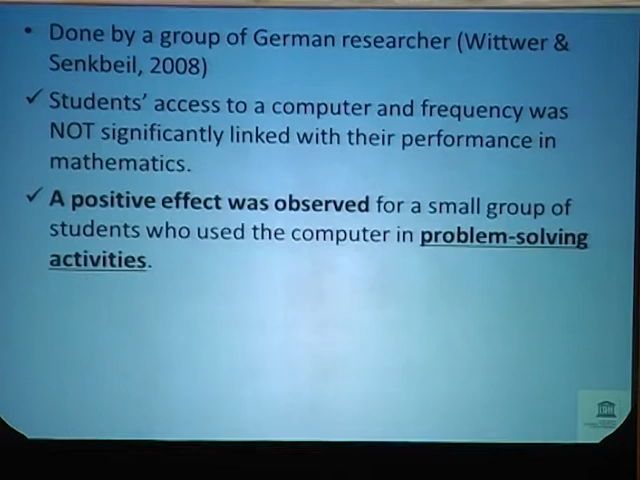 • Done by a group of German researcher (Wittwer &
Senkbeil, 2008)
✓ Students’ access to a computer and frequency was
NOT significantly linked with their performance in
mathematics.
✓ A positive effect was observed for a small group of
students who used the computer in problem-solving
activities.